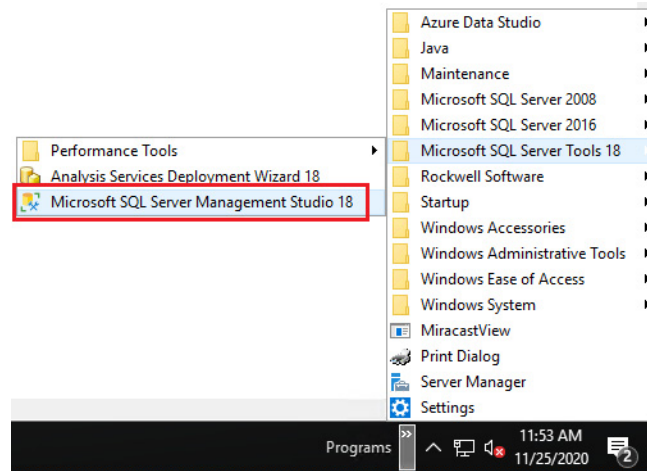 Azure Data Studio
Java
Maintenance
Microsoft SQL Server 2008
Microsoft SQL Server 2016
Microsoft SQL Server Tools 18
Rockwell Software
Startup
Windows Accessories
Windows Administrative Tools
Windows Ease of Access
Windows System
MiracastView
Print Dialog
Server Manager
Settings
Performance Tools
Analysis Services Deployment Wizard 18
Microsoft SQL Server Management Studio 18
Programs
11:53 AM
11/25/2020
2